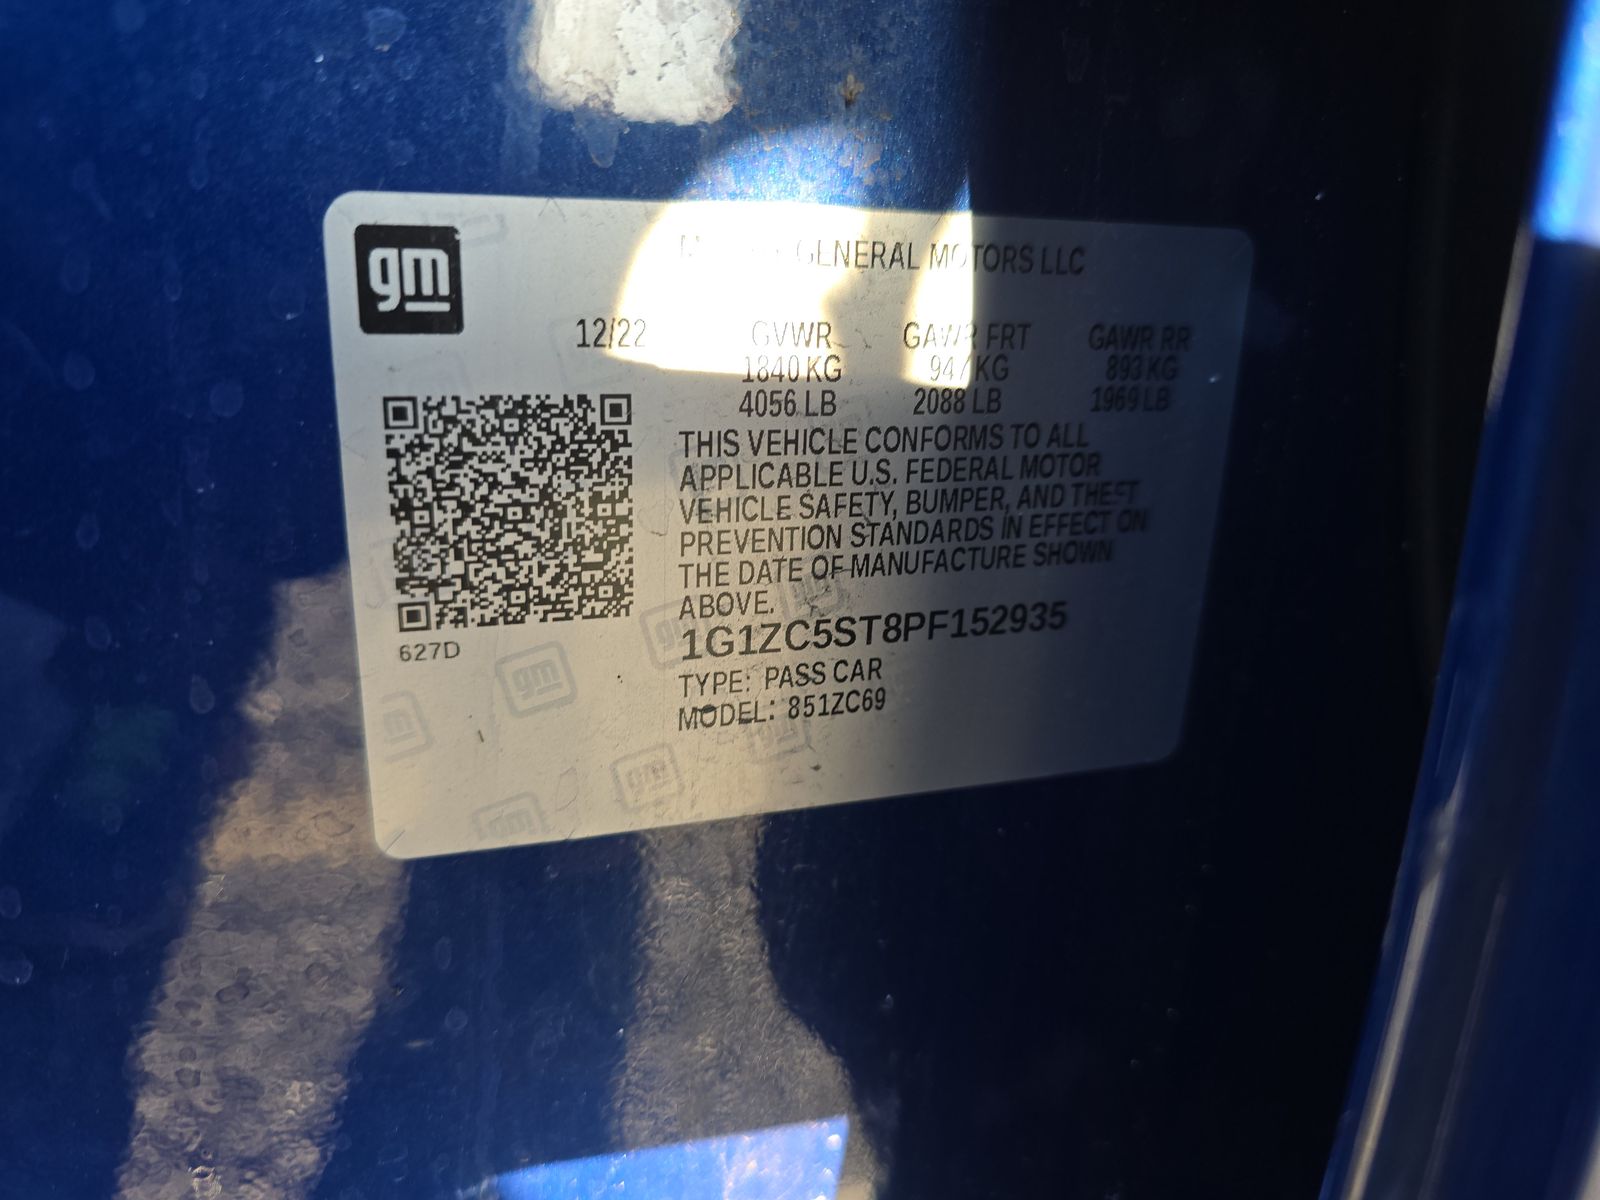 gm
GENERAL MOTORS LLC
12/22 GVWR GAWR FRT GAWR RR
1840 KG 947 KG 893 KG
4056 LB 2088 LB 1969 LB
THIS VEHICLE CONFORMS TO ALL
APPLICABLE U.S. FEDERAL MOTOR
VEHICLE SAFETY, BUMPER, AND THEFT
PREVENTION STANDARDS IN EFFECT ON
THE DATE OF MANUFACTURE SHOWN
ABOVE.
627D
1G1ZC5ST8PF152935
TYPE: PASS CAR
MODEL: 851ZC69